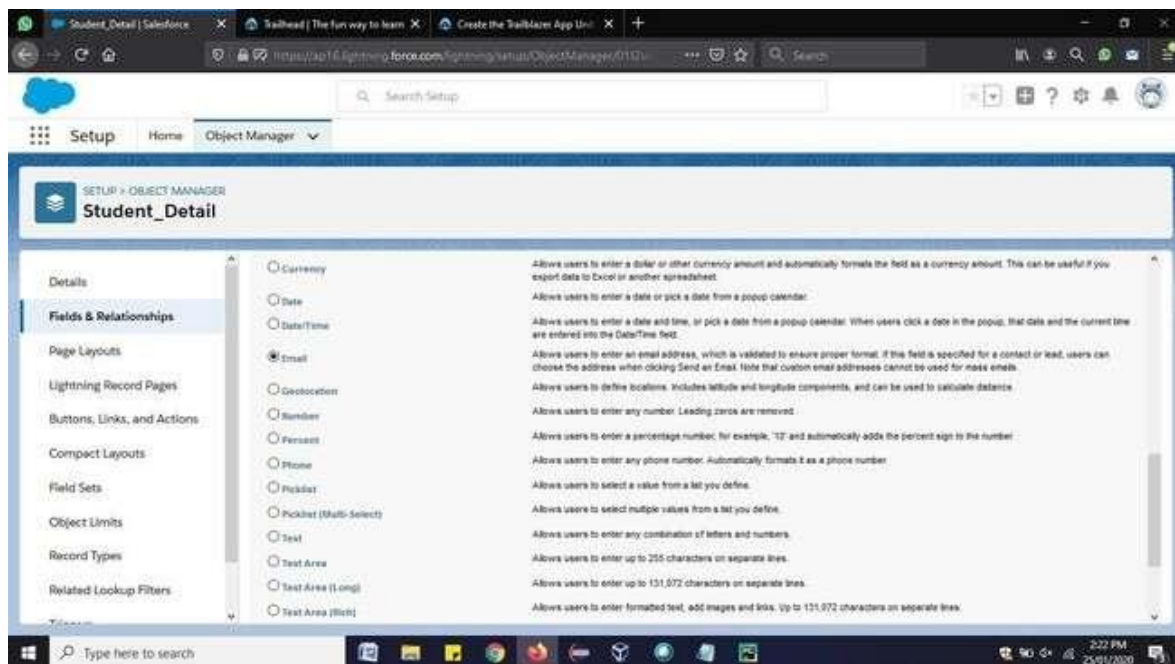 Student_Detail | Salesforce
Trailhead | The fun way to learn
Create the Trailblazer App Uni
Search
Search Setup
Setup
Home
Object Manager
SETUP > OBJECT MANAGER
Student_Detail
Details
Fields & Relationships
Page Layouts
Lightning Record Pages
Buttons, Links, and Actions
Compact Layouts
Field Sets
Object Limits
Record Types
Related Lookup Filters
Triggers
Currency
Allows users to enter a dollar or other currency amount and automatically formats the field as a currency amount. This can be useful if you
export data to Excel or another spreadsheet.
Date
Allows users to enter a date or pick a date from a popup calendar.
Date/Time
Allows users to enter a date and time, or pick a date from a popup calendar. When users click a date in the popup, that date and the current time
are entered into the Date/Time field.
Email
Allows users to enter an email address, which is validated to ensure proper format. If this field is specified for a contact or lead, users can
choose the address when clicking Send an Email. Note that custom email addresses cannot be used for mass emails.
Geolocation
Allows users to define locations. Includes latitude and longitude components, and can be used to calculate distance.
Number
Allows users to enter any number. Leading zeros are removed.
Percent
Allows users to enter a percentage number, for example, '10' and automatically adds the percent sign to the number.
Phone
Allows users to enter any phone number. Automatically formats it as a phone number.
Picklist
Allows users to select a value from a list you define.
Picklist (Multi-Select)
Allows users to select multiple values from a list you define.
Text
Allows users to enter any combination of letters and numbers.
Text Area
Allows users to enter up to 255 characters on separate lines.
Text Area (Long)
Allows users to enter up to 131,072 characters on separate lines.
Text Area (Rich)
Allows users to enter formatted text, add images and links. Up to 131,072 characters on separate lines.
Type here to search
2:22 PM
25/01/2020